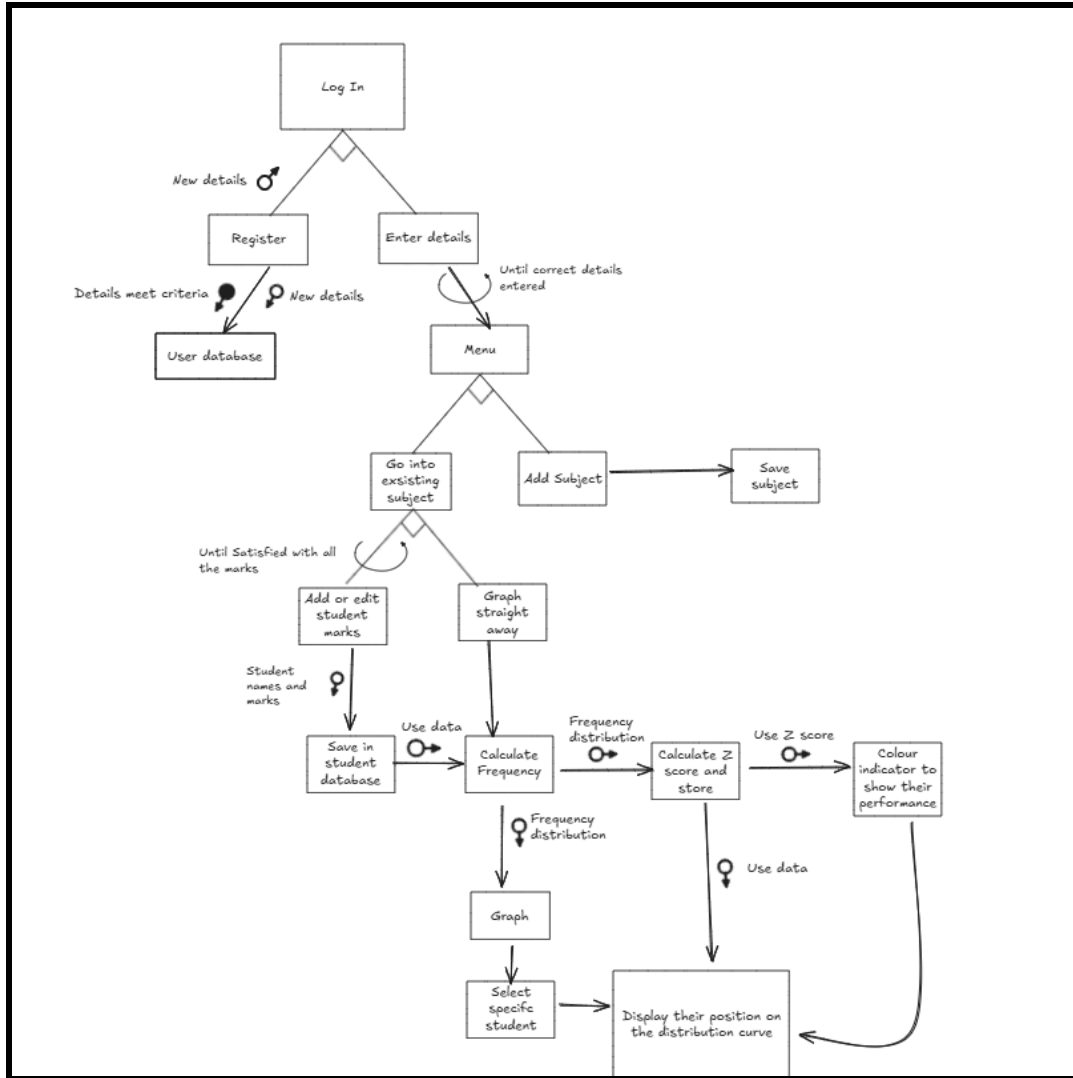 Log In
New details
Register
Enter details
Details meet criteria
New details
Until correct details
entered
User database
Menu
Go into
exsisting
subject
Add Subject
Save
subject
Until Satisfied with all
the marks
Add or edit
student
marks
Graph
straight
away
Student
names and
marks
Use data
Frequency
distribution
Use Z score
Save in
student
database
Calculate
Frequency
Calculate Z
score and
store
Colour
indicator to
show their
performance
Frequency
distribution
Use data
Graph
Select
specifc
student
Display their position on
the distribution curve